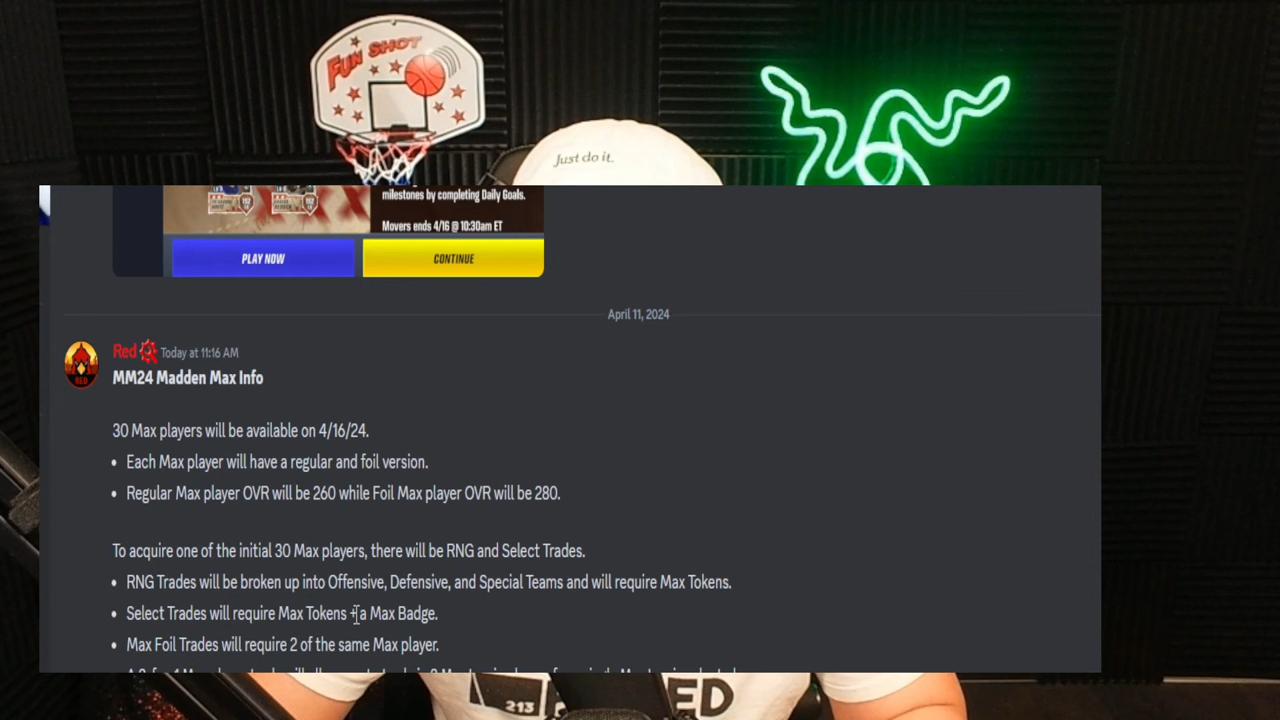 FUN SHOT
Just do it.
milestones by completing Daily Goals.
Movers ends 4/16 @ 10:30am ET
PLAY NOW
CONTINUE
April 11, 2024
Red Today at 11:16 AM
RED
MM24 Madden Max Info
30 Max players will be available on 4/16/24.
• Each Max player will have a regular and foil version.
• Regular Max player OVR will be 260 while Foil Max player OVR will be 280.
To acquire one of the initial 30 Max players, there will be RNG and Select Trades.
• RNG Trades will be broken up into Offensive, Defensive, and Special Teams and will require Max Tokens.
• Select Trades will require Max Tokens + a Max Badge.
• Max Foil Trades will require 2 of the same Max player.
213
ED